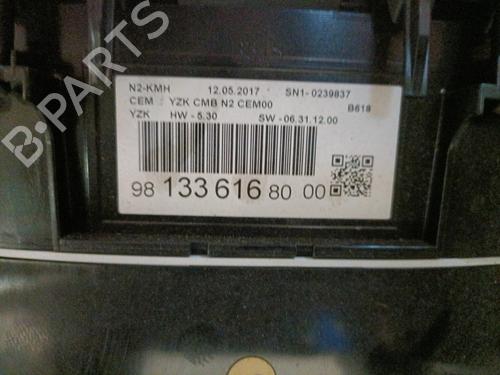 N2-KMH 12.05.2017 SN1-0239837
CEM : YZK CMB N2 CEM00 B618
YZK HW - 5.30 SW - 06.31.12.00
98 133 616 80 00
B-PARTS